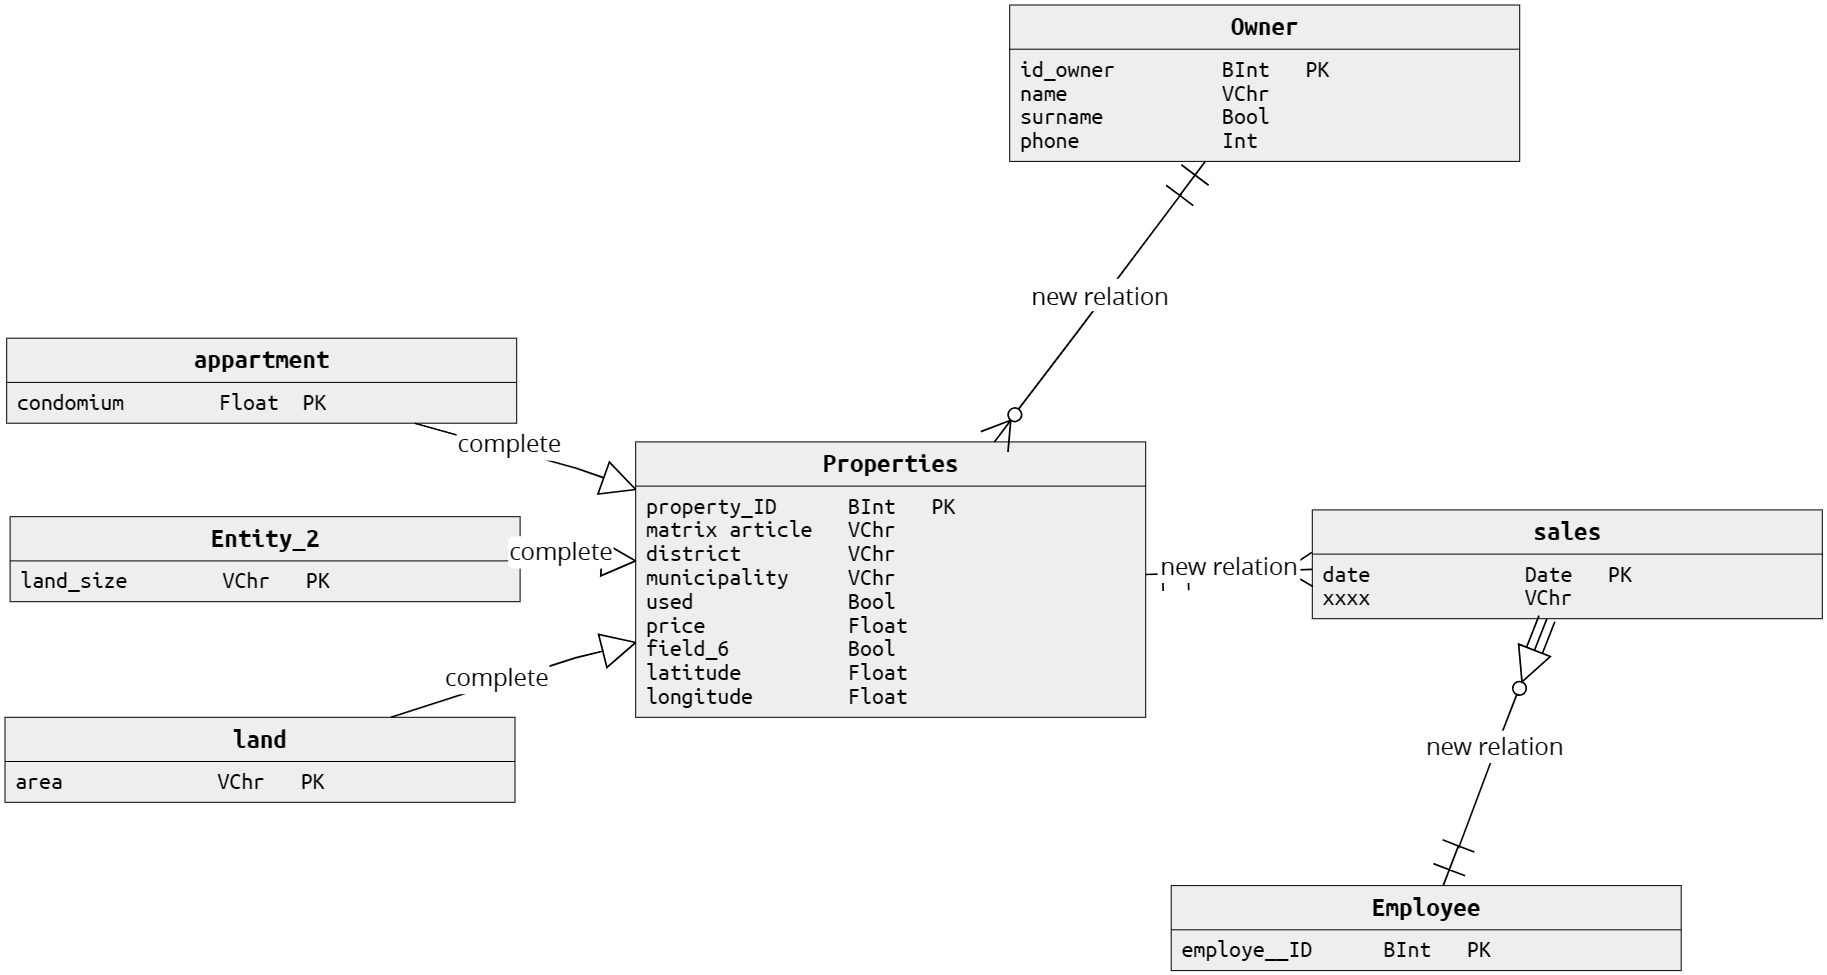 Owner
id_owner BInt PK
name VChr
surname Bool
phone Int
new relation
appartment
condomium Float PK
complete
Properties
property_ID BInt PK
matrix article VChr
district VChr
municipality VChr
used Bool
price Float
field_6 Bool
latitude Float
longitude Float
Entity_2
land_size VChr PK
complete
new relation
sales
date Date PK
xxxx VChr
complete
land
area VChr PK
new relation
Employee
employe__ID BInt PK